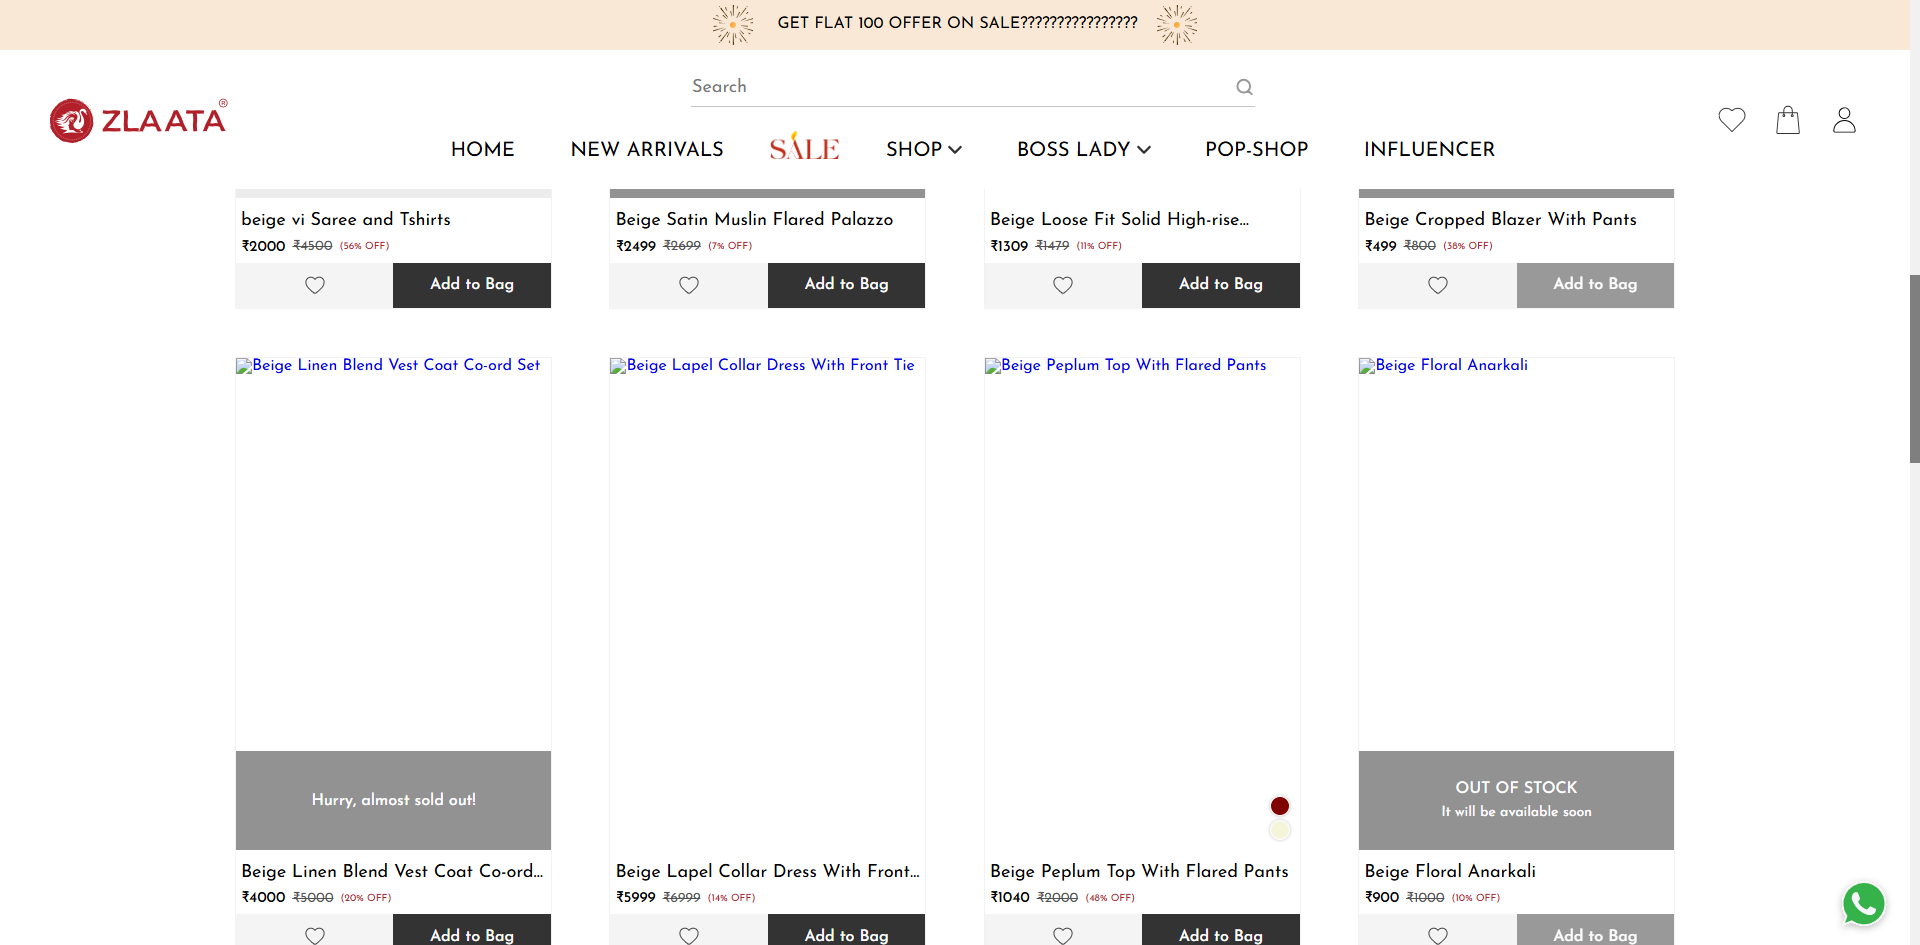 GET FLAT 100 OFFER ON SALE????????????????
Search
ZLAATA®
HOME NEW ARRIVALS SALE SHOP BOSS LADY POP-SHOP INFLUENCER
beige vi Saree and Tshirts
₹2000 ₹4500 (56% OFF)
Add to Bag
Beige Satin Muslin Flared Palazzo
₹2499 ₹2699 (7% OFF)
Add to Bag
Beige Loose Fit Solid High-rise...
₹1309 ₹1479 (11% OFF)
Add to Bag
Beige Cropped Blazer With Pants
₹499 ₹800 (38% OFF)
Add to Bag
Beige Linen Blend Vest Coat Co-ord Set
Hurry, almost sold out!
Beige Linen Blend Vest Coat Co-ord...
₹4000 ₹5000 (20% OFF)
Add to Bag
Beige Lapel Collar Dress With Front Tie
Beige Lapel Collar Dress With Front...
₹5999 ₹6999 (14% OFF)
Add to Bag
Beige Peplum Top With Flared Pants
Beige Peplum Top With Flared Pants
₹1040 ₹2000 (48% OFF)
Add to Bag
Beige Floral Anarkali
OUT OF STOCK
It will be available soon
Beige Floral Anarkali
₹900 ₹1000 (10% OFF)
Add to Bag